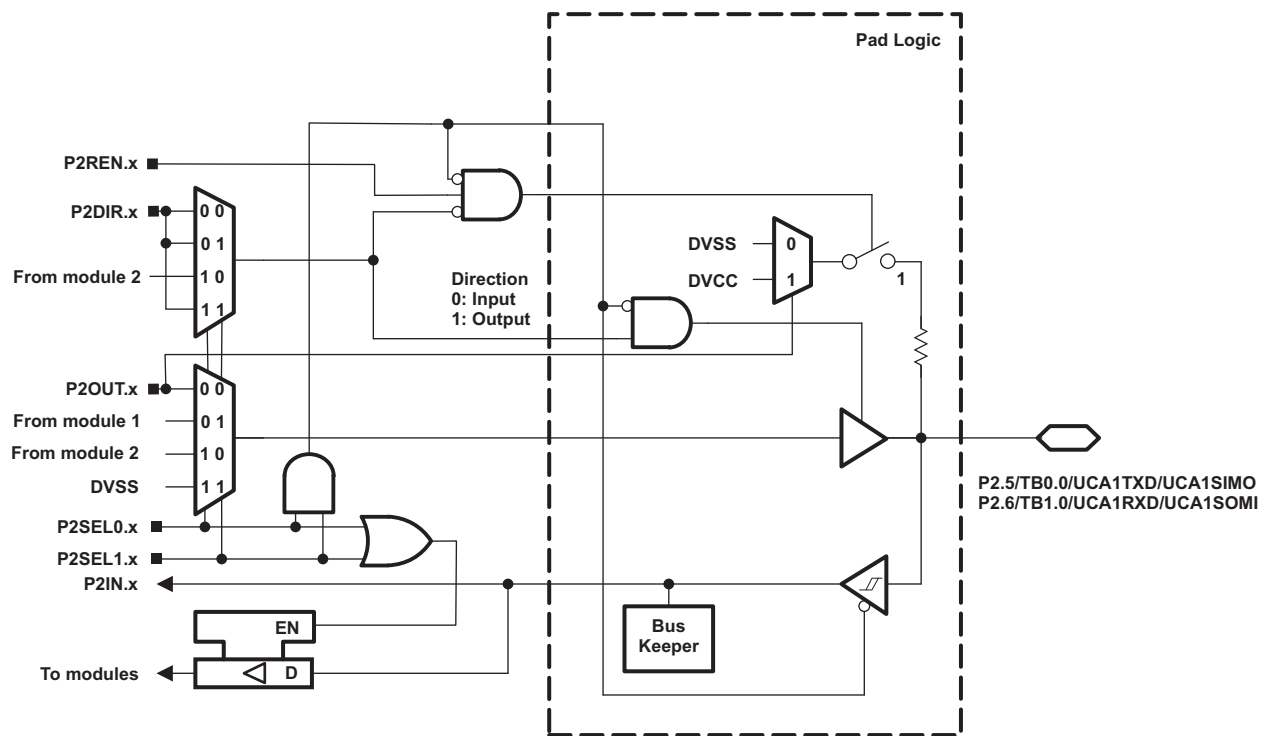 Pad Logic
P2REN.x
P2DIR.x
0 0
0 1
From module 2
1 0
1 1
Direction
0: Input
1: Output
DVSS
0
DVCC
1
1
P2OUT.x
0 0
From module 1
0 1
From module 2
1 0
DVSS
1 1
P2.5/TB0.0/UCA1TXD/UCA1SIMO
P2.6/TB1.0/UCA1RXD/UCA1SOMI
P2SEL0.x
P2SEL1.x
P2IN.x
EN
Bus
Keeper
To modules
D